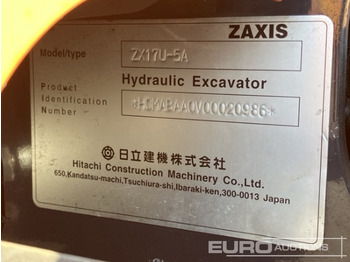 ZAXIS
Model/type ZX17U-5A
Product Identification Number
Hydraulic Excavator
*HCMABAA0V00020986*
日立建機株式会社
Hitachi Construction Machinery Co.,Ltd.
650,Kandatsu-machi,Tsuchiura-shi,Ibaraki-ken,300-0013 Japan
EURO AUCTIONS